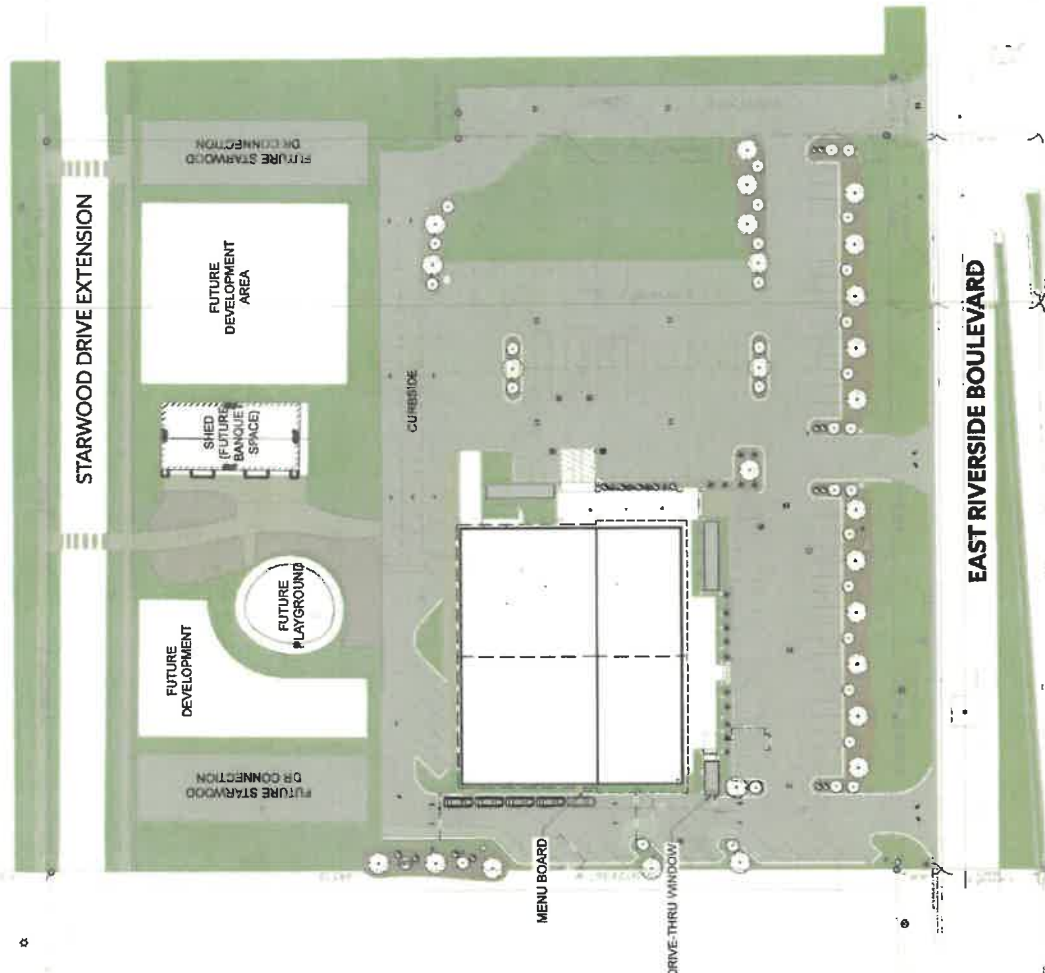 STARWOOD DRIVE EXTENSION
FUTURE STARWOOD
DR CONNECTION
FUTURE
DEVELOPMENT
AREA
SHED
(FUTURE
BANQUET
SPACE)
FUTURE
PLAYGROUND
FUTURE
DEVELOPMENT
FUTURE STARWOOD
DR CONNECTION
CURBSIDE
MENU BOARD
DRIVE-THRU WINDOW
EAST RIVERSIDE BOULEVARD